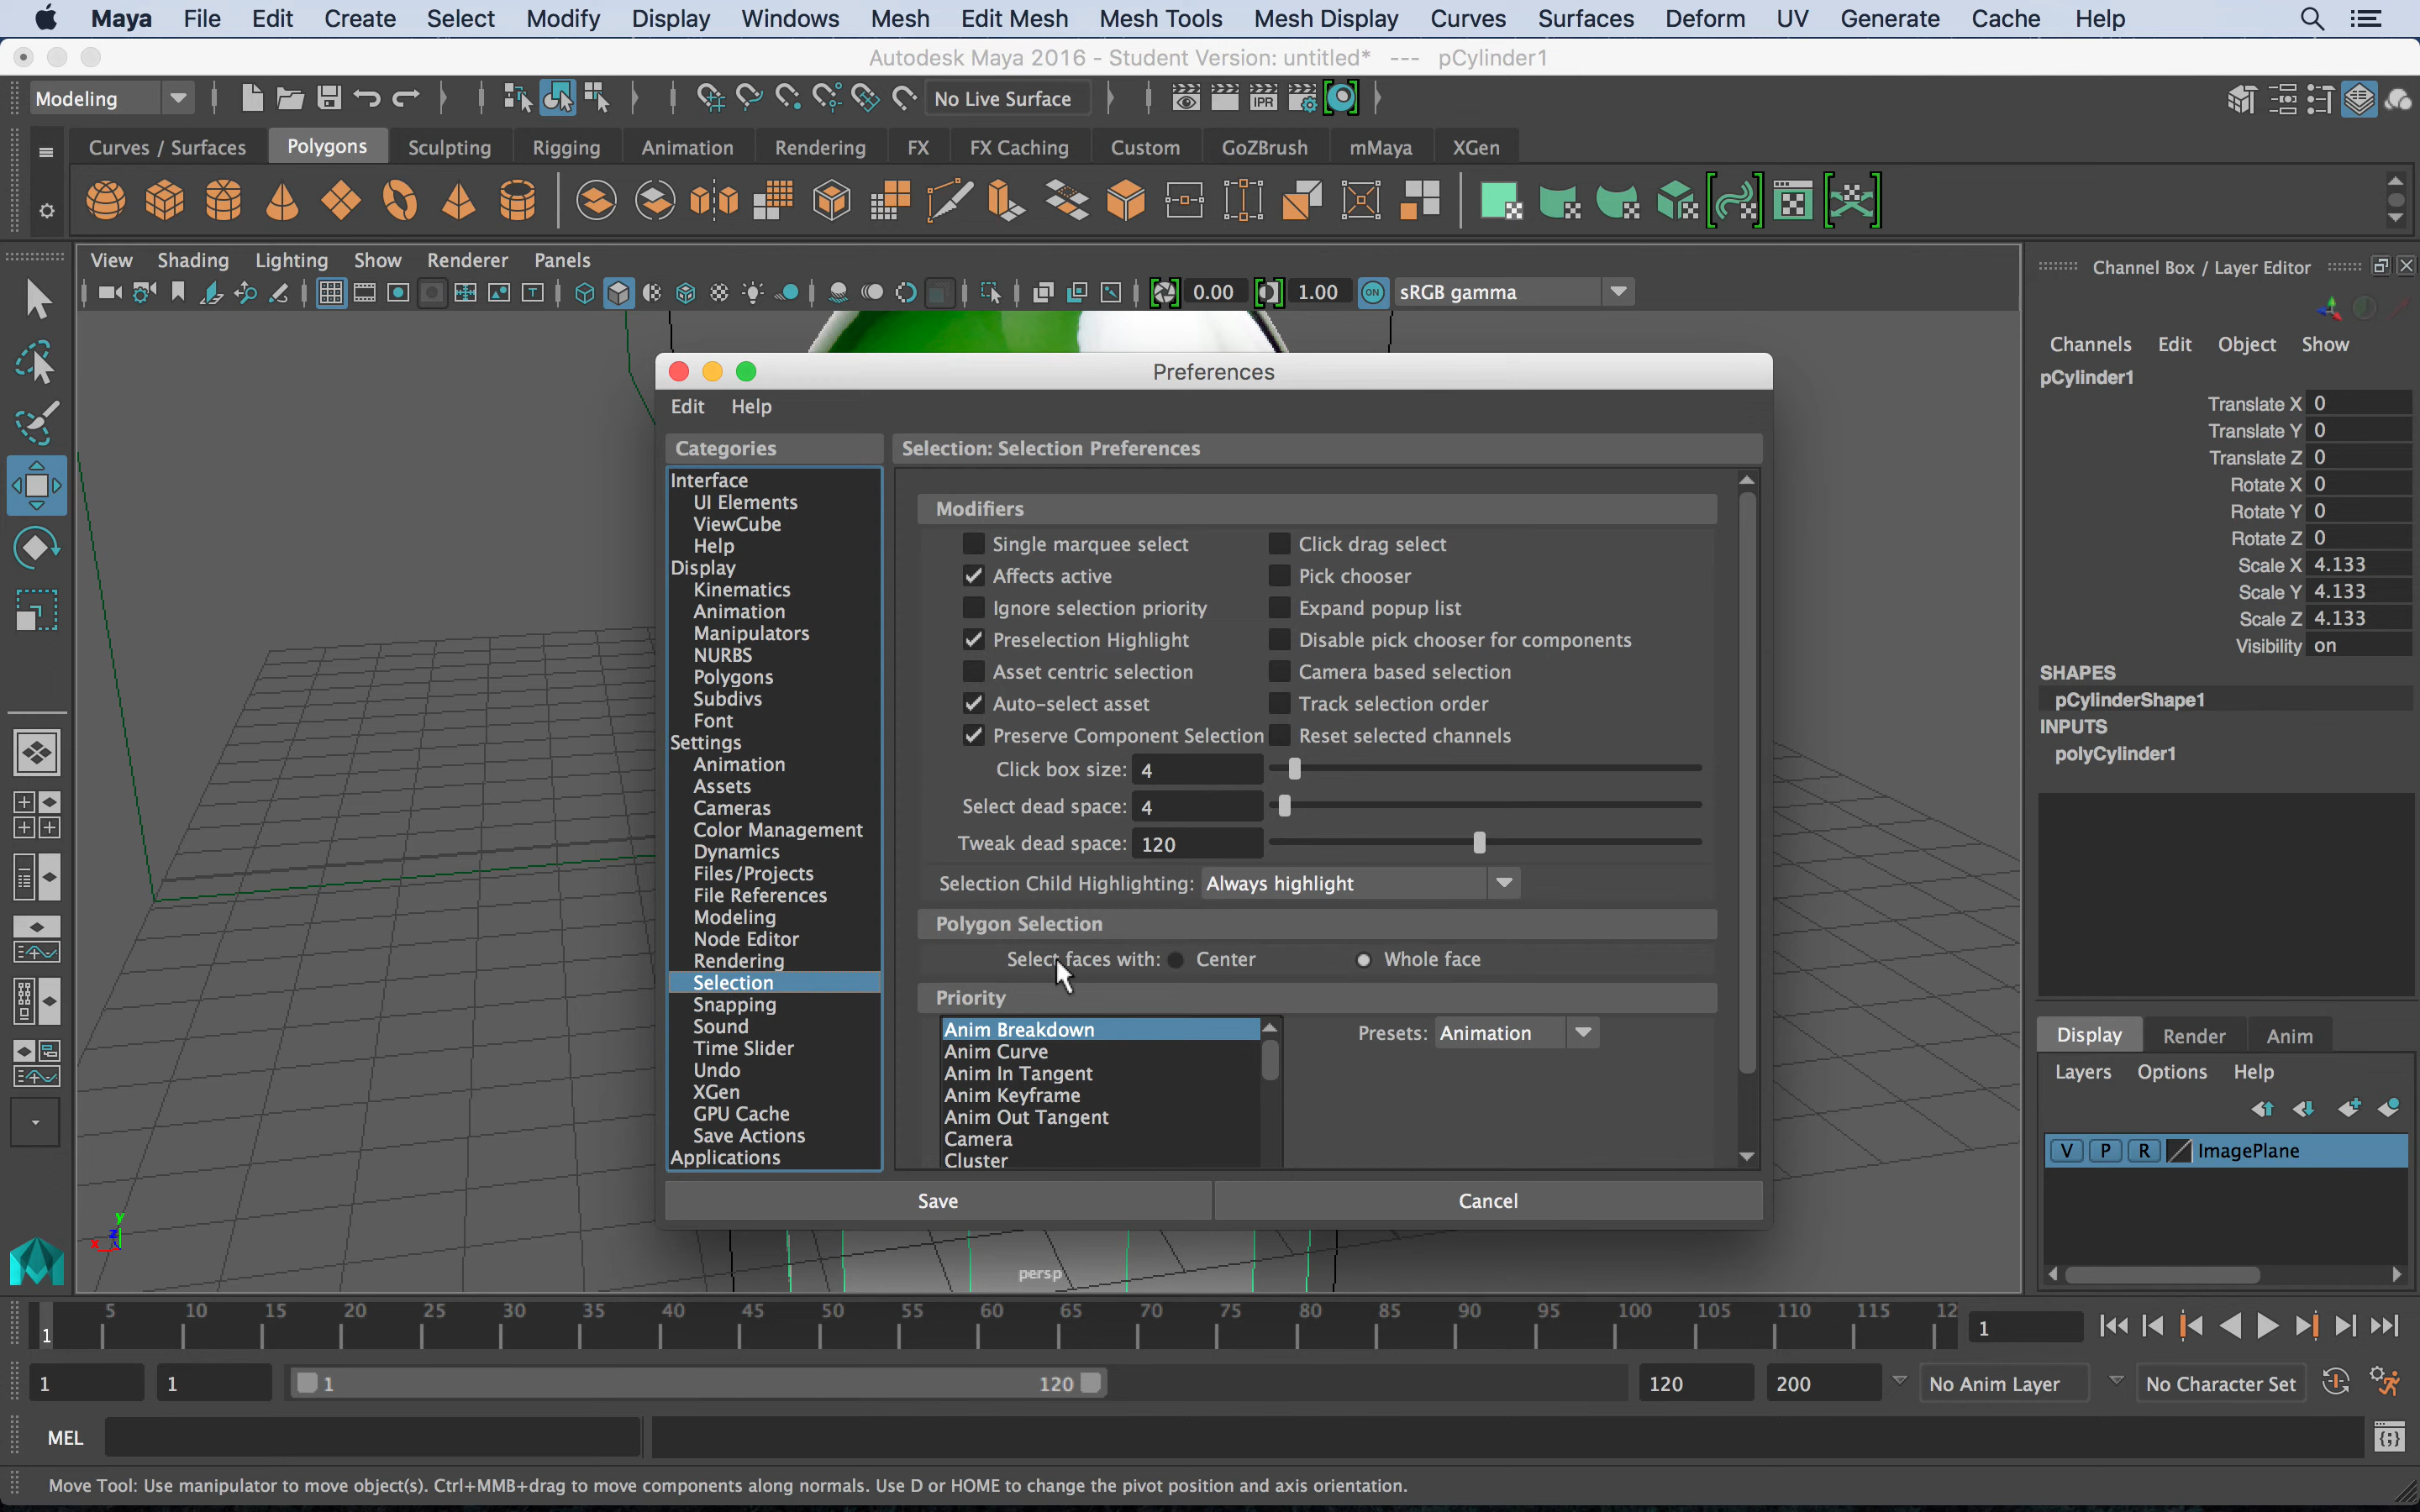 Maya File Edit Create Select Modify Display Windows Mesh Edit Mesh Mesh Tools Mesh Display Curves Surfaces Deform UV Generate Cache Help
Autodesk Maya 2016 - Student Version: untitled* --- pCylinder1
Modeling
No Live Surface
IPR
Curves / Surfaces Polygons Sculpting Rigging Animation Rendering FX FX Caching Custom GoZBrush mMaya XGen
View Shading Lighting Show Renderer Panels
0.00 1.00 ON sRGB gamma
Channel Box / Layer Editor
Channels Edit Object Show
pCylinder1
Translate X 0
Translate Y 0
Translate Z 0
Rotate X 0
Rotate Y 0
Rotate Z 0
Scale X 4.133
Scale Y 4.133
Scale Z 4.133
Visibility on
SHAPES
pCylinderShape1
INPUTS
polyCylinder1
Preferences
Edit Help
Categories
Interface
UI Elements
ViewCube
Help
Display
Kinematics
Animation
Manipulators
NURBS
Polygons
Subdivs
Font
Settings
Animation
Assets
Cameras
Color Management
Dynamics
Files/Projects
File References
Modeling
Node Editor
Rendering
Selection
Snapping
Sound
Time Slider
Undo
XGen
GPU Cache
Save Actions
Applications
Selection: Selection Preferences
Modifiers
Single marquee select Click drag select
Affects active Pick chooser
Ignore selection priority Expand popup list
Preselection Highlight Disable pick chooser for components
Asset centric selection Camera based selection
Auto-select asset Track selection order
Preserve Component Selection Reset selected channels
Click box size: 4
Select dead space: 4
Tweak dead space: 120
Selection Child Highlighting: Always highlight
Polygon Selection
Select faces with: Center Whole face
Priority
Anim Breakdown
Anim Curve
Anim In Tangent
Anim Keyframe
Anim Out Tangent
Camera
Cluster
Presets: Animation
Save Cancel
Display Render Anim
Layers Options Help
V P R ImagePlane
y
z
x
persp
5 10 15 20 25 30 35 40 45 50 55 60 65 70 75 80 85 90 95 100 105 110 115 12
1
1
1 1 1 120 120 200 No Anim Layer No Character Set
MEL
Move Tool: Use manipulator to move object(s). Ctrl+MMB+drag to move components along normals. Use D or HOME to change the pivot position and axis orientation.